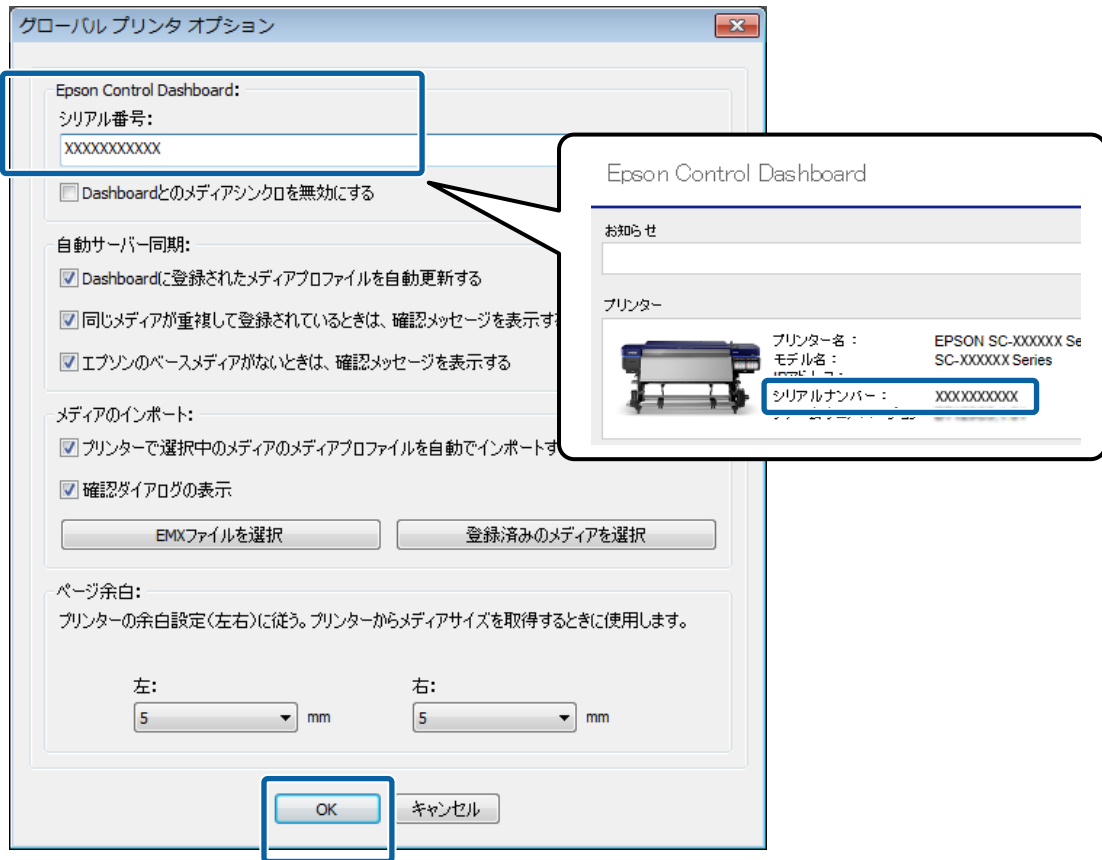 グローバル プリンタ オプション
Epson Control Dashboard:
シリアル番号:
XXXXXXXXXXX
Dashboardとのメディアシンクロを無効にする
自動サーバー同期:
Dashboardに登録されたメディアプロファイルを自動更新する
同じメディアが重複して登録されているときは、確認メッセージを表示す
エプソンのベースメディアがないときは、確認メッセージを表示する
メディアのインポート:
プリンターで選択中のメディアのメディアプロファイルを自動でインポートす
確認ダイアログの表示
EMXファイルを選択
登録済みのメディアを選択
ページ余白:
プリンターの余白設定(左右)に従う。プリンターからメディアサイズを取得するときに使用します。
左:
右:
5 mm
5 mm
OK
キャンセル
Epson Control Dashboard
お知らせ
プリンター
プリンター名: EPSON SC-XXXXXX Se
モデル名: SC-XXXXXX Series
シリアルナンバー: XXXXXXXXXX